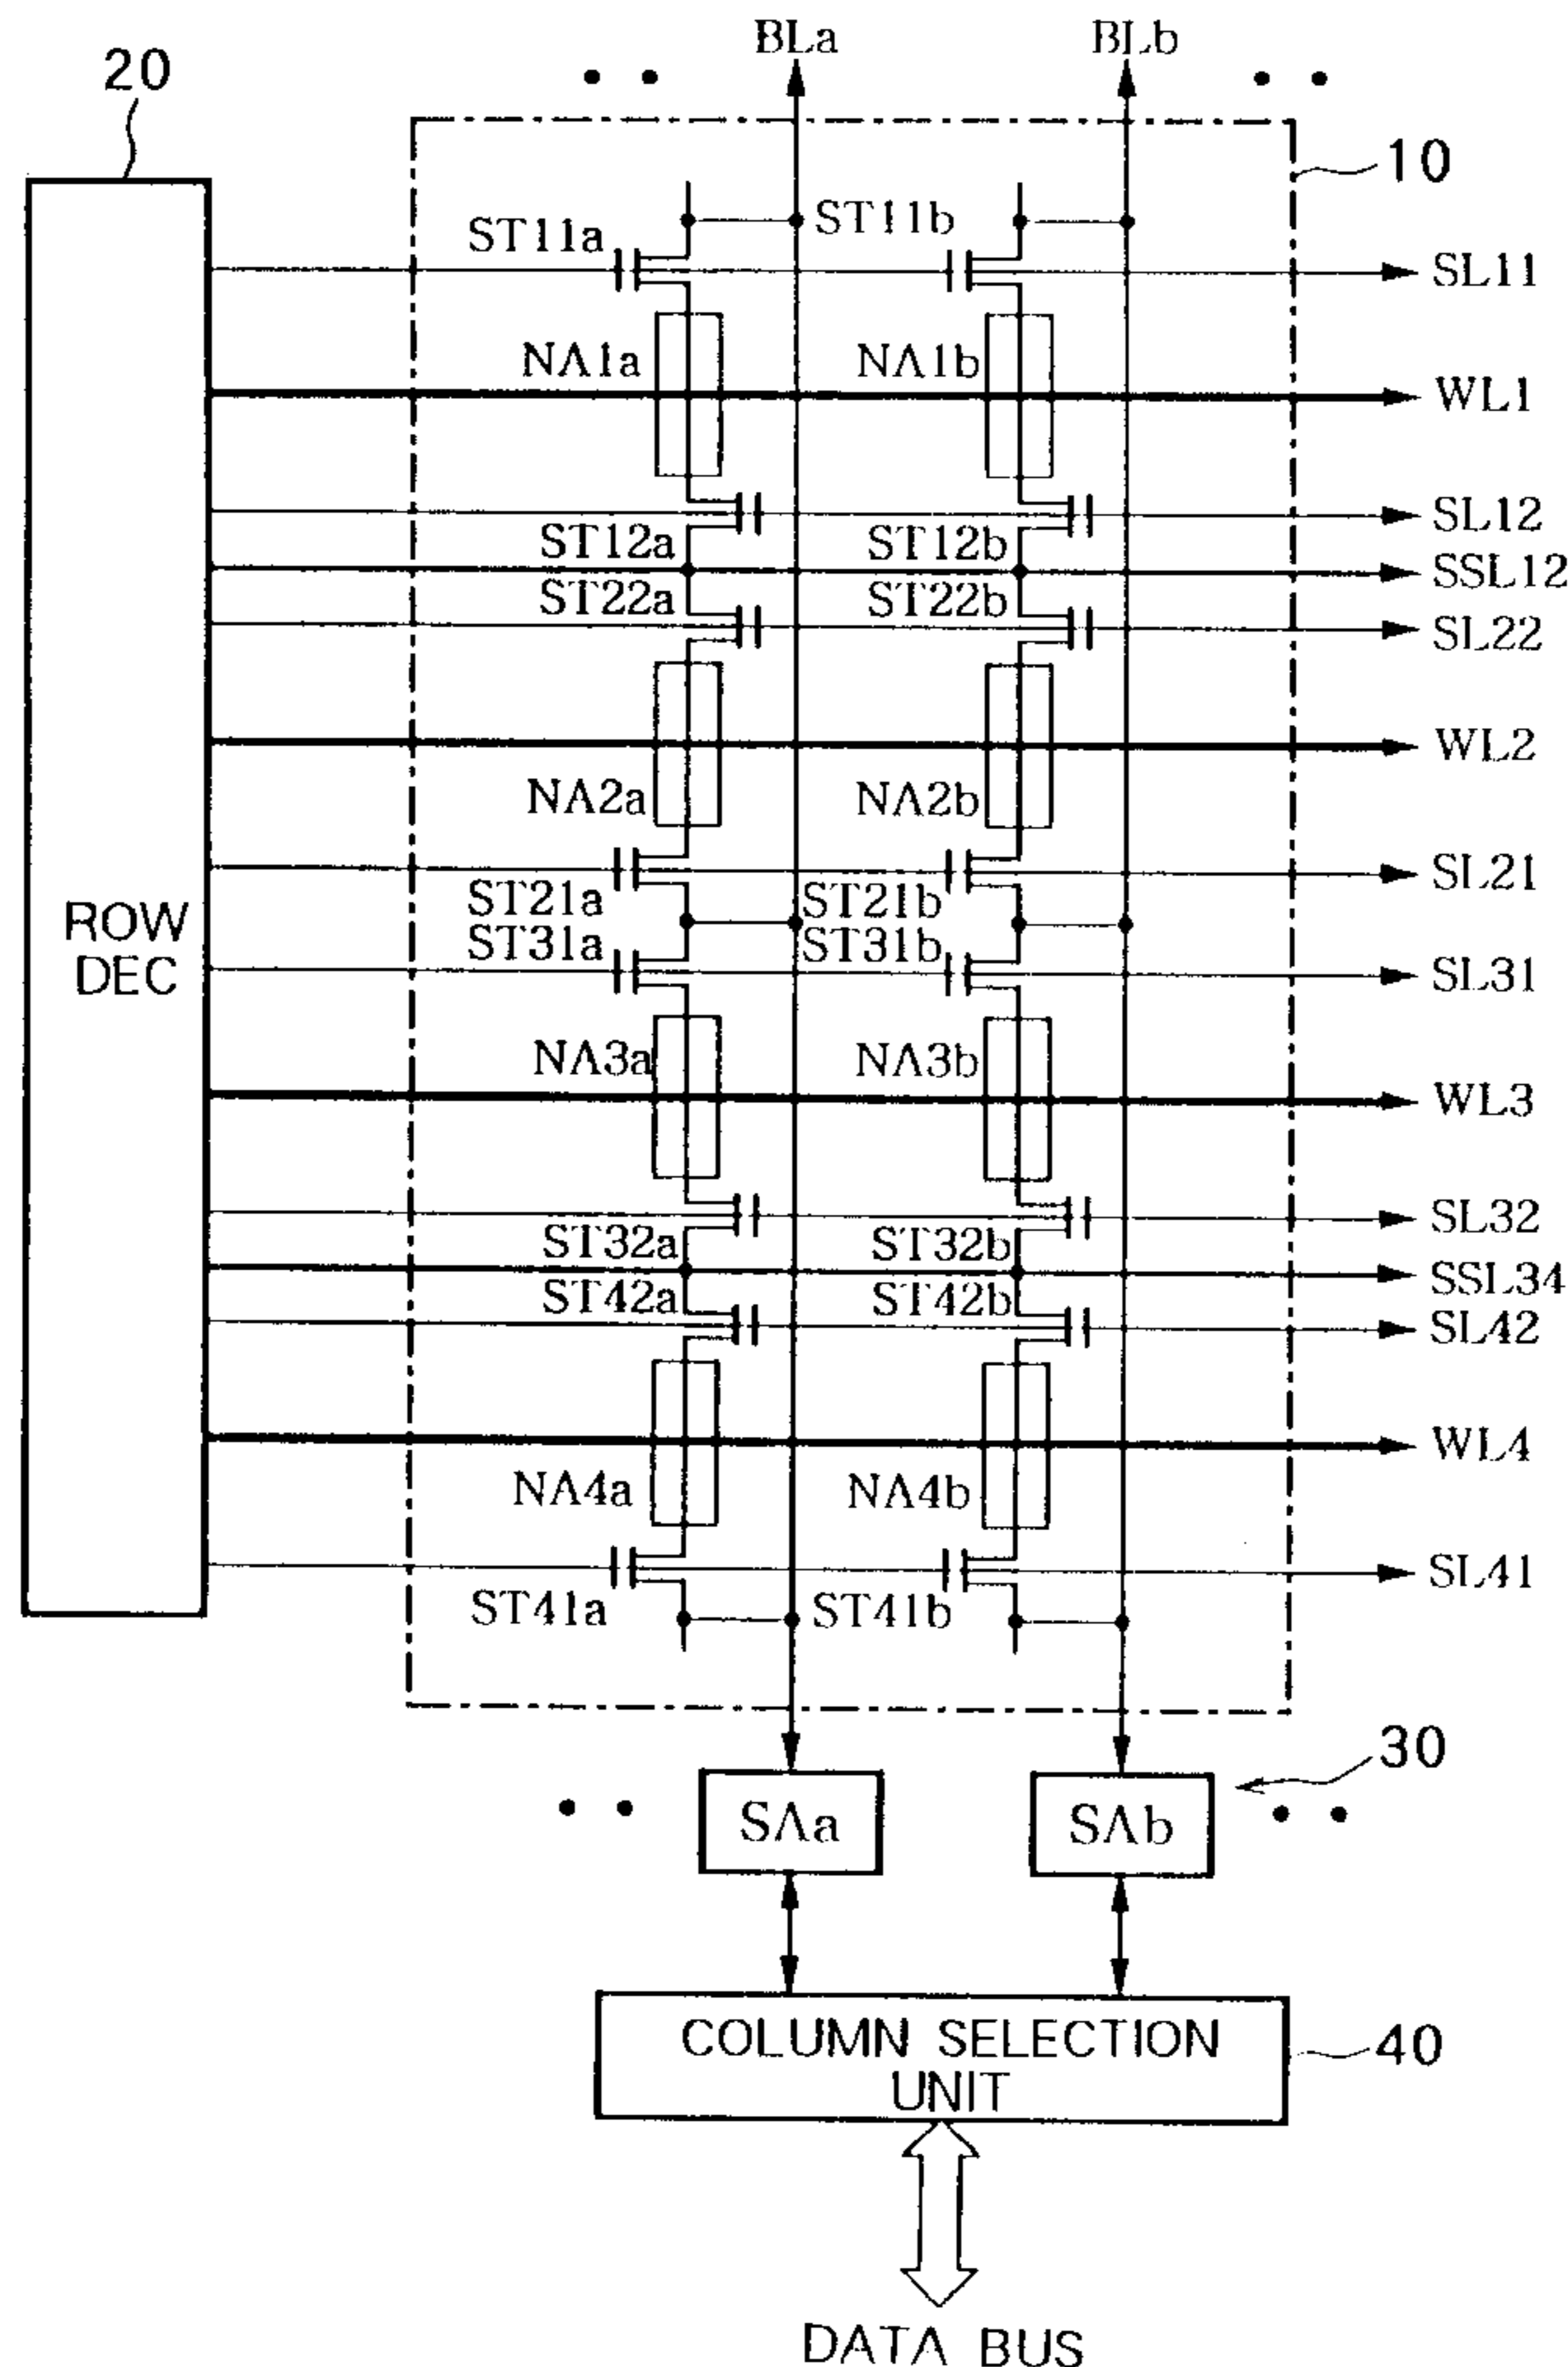 BLa
BLb
20
10
ST11a
ST11b
SL11
NA1a
NA1b
WL1
SL12
ST12a
ST12b
SSL12
ST22a
ST22b
SL22
WL2
NA2a
NA2b
SL21
ST21a
ST21b
ROW
DEC
ST31a
ST31b
SL31
NA3a
NA3b
WL3
SL32
ST32a
ST32b
SSL34
ST42a
ST42b
SL42
WL4
NA4a
NA4b
SL41
ST41a
ST41b
30
SAa
SAb
COLUMN SELECTION
UNIT
40
DATA BUS